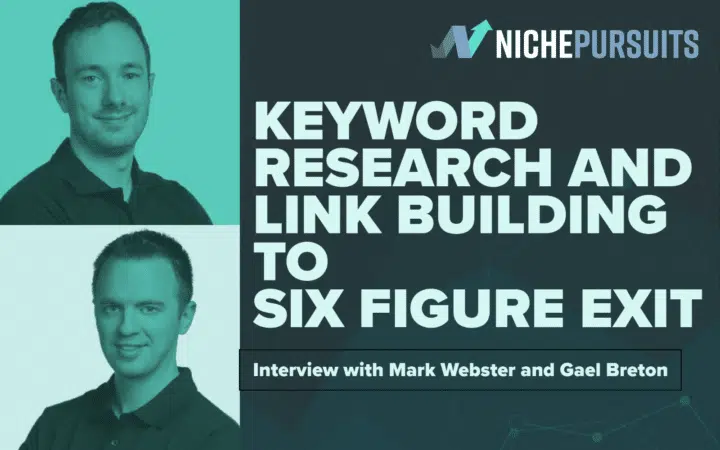 NICHEPURSUITS
KEYWORD
RESEARCH AND
LINK BUILDING
TO
SIX FIGURE EXIT
Interview with Mark Webster and Gael Breton